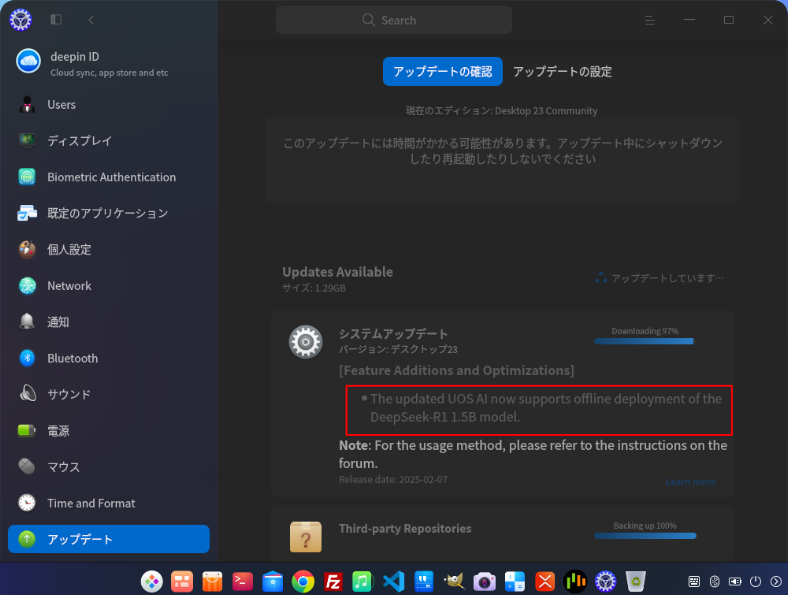 Search
deepin ID
Cloud sync, app store and etc
Users
ディスプレイ
Biometric Authentication
既定のアプリケーション
個人設定
Network
通知
Bluetooth
サウンド
電源
マウス
Time and Format
アップデート
アップデートの確認
アップデートの設定
現在のエディション: Desktop 23 Community
このアップデートには時間がかかる可能性があります。アップデート中にシャットダウン
したり再起動したりしないでください
Updates Available
サイズ: 1.29GB
アップデートしています…
システムアップデート
バージョン: デスクトップ23
Downloading 97%
[Feature Additions and Optimizations]
• The updated UOS AI now supports offline deployment of the
DeepSeek-R1 1.5B model.
Note: For the usage method, please refer to the instructions on the
forum.
Release date: 2025-02-07
Learn more
Third-party Repositories
Backing up 100%